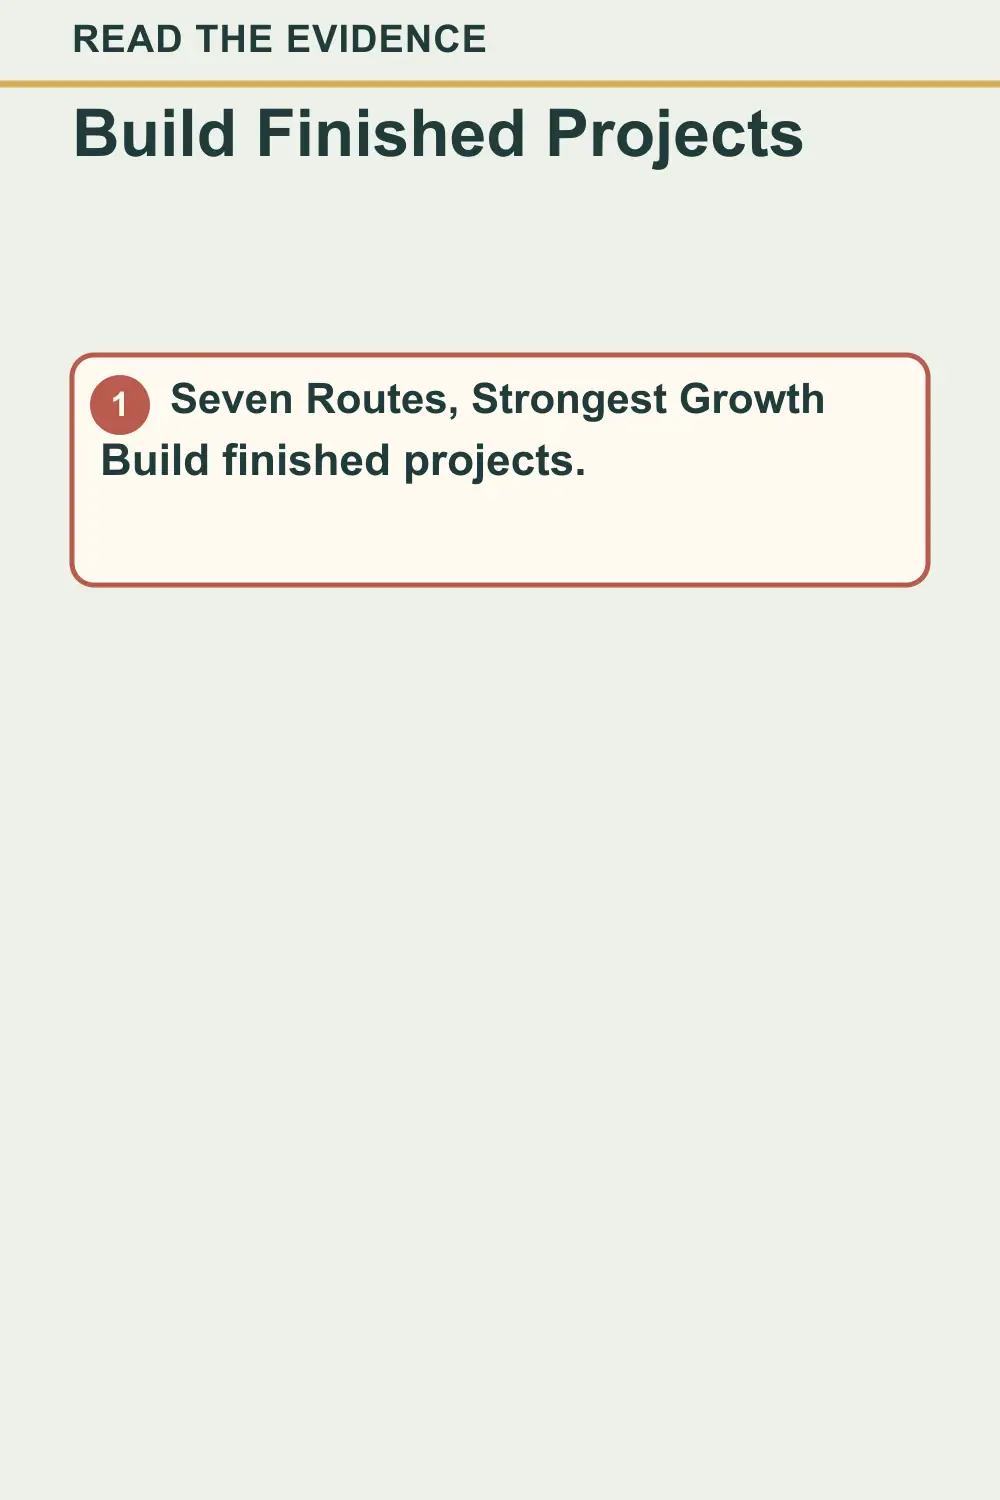 READ THE EVIDENCE
Build Finished Projects
1 Seven Routes, Strongest Growth
Build finished projects.